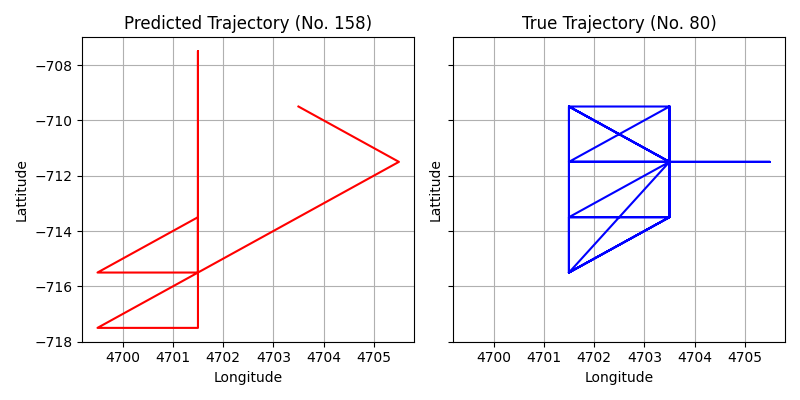 Predicted Trajectory (No. 158)
True Trajectory (No. 80)
Lattitude
−708
−710
−712
−714
−716
−718
4700 4701 4702 4703 4704 4705
Longitude
Lattitude
4700 4701 4702 4703 4704 4705
Longitude